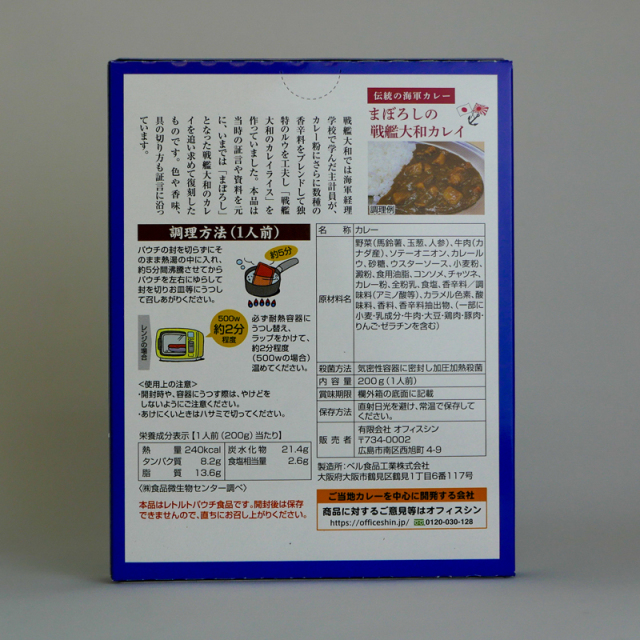 伝統の海軍カレー
まぼろしの
戦艦大和カレイ
調理例
戦艦大和では海軍経理
学校で学んだ主計員が、
カレー粉にさらに数種の
香辛料をブレンドして独
特のルウを工夫し「戦艦
大和のカレイライス」を
作っていました。本品は
当時の証言や資料を元
に、いまでは「まぼろし」
となった戦艦大和のカレ
イを追い求めて復刻した
ものです。色や香味、
具の切り方も証言に沿っ
ています。
調理方法(1人前)
パウチの封を切らずにそ
のまま熱湯の中に入れ、
約5分間沸騰させてから
パウチを左右にゆらして
封を切りお皿等にうつし
て召しあがりください。
約5分
レンジの場合
500w
約2分
程度
必ず耐熱容器に
うつし替え、
ラップをかけて、
約2分程度
(500wの場合)
温めてください。
<使用上の注意>
・開封時や、容器にうつす際は、やけどを
しないようにご注意ください。
・あけにくいときはハサミで切ってください。
栄養成分表示【1人前(200g)当たり】
熱量 240kcal 炭水化物 21.4g
タンパク質 8.2g 食塩相当量 2.6g
脂質 13.6g
<㈱食品微生物センター調べ>
本品はレトルトパウチ食品です。開封後は保存
できませんので、直ちにお召し上がりください。
名称 カレー
原材料名 野菜(馬鈴薯、玉葱、人参)、牛肉(カ
ナダ産)、ソテーオニオン、カレール
ウ、砂糖、ウスターソース、小麦粉、
澱粉、食用油脂、コンソメ、チャツネ、
カレー粉、全粉乳、食塩、香辛料/調
味料(アミノ酸等)、カラメル色素、酸
味料、香料、香辛料抽出物、(一部に
小麦・乳成分・牛肉・大豆・鶏肉・豚肉・
りんご・ゼラチンを含む)
殺菌方法 気密性容器に密封し加圧加熱殺菌
内容量 200g(1人前)
賞味期限 欄外箱の底面に記載
保存方法 直射日光を避け、常温で保存して
ください。
販売者 有限会社 オフィスシン
〒734-0002
広島市南区西旭町4-9
製造所:ベル食品工業株式会社
大阪府大阪市鶴見区鶴見1丁目6番117号
ご当地カレーを中心に開発する会社
商品に対するご意見等はオフィスシン
https://officeshin.jp/ 0120-030-128